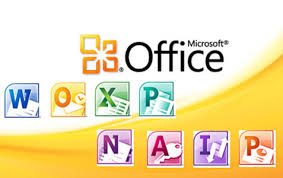 Microsoft®
Office
W O X P
N A I P